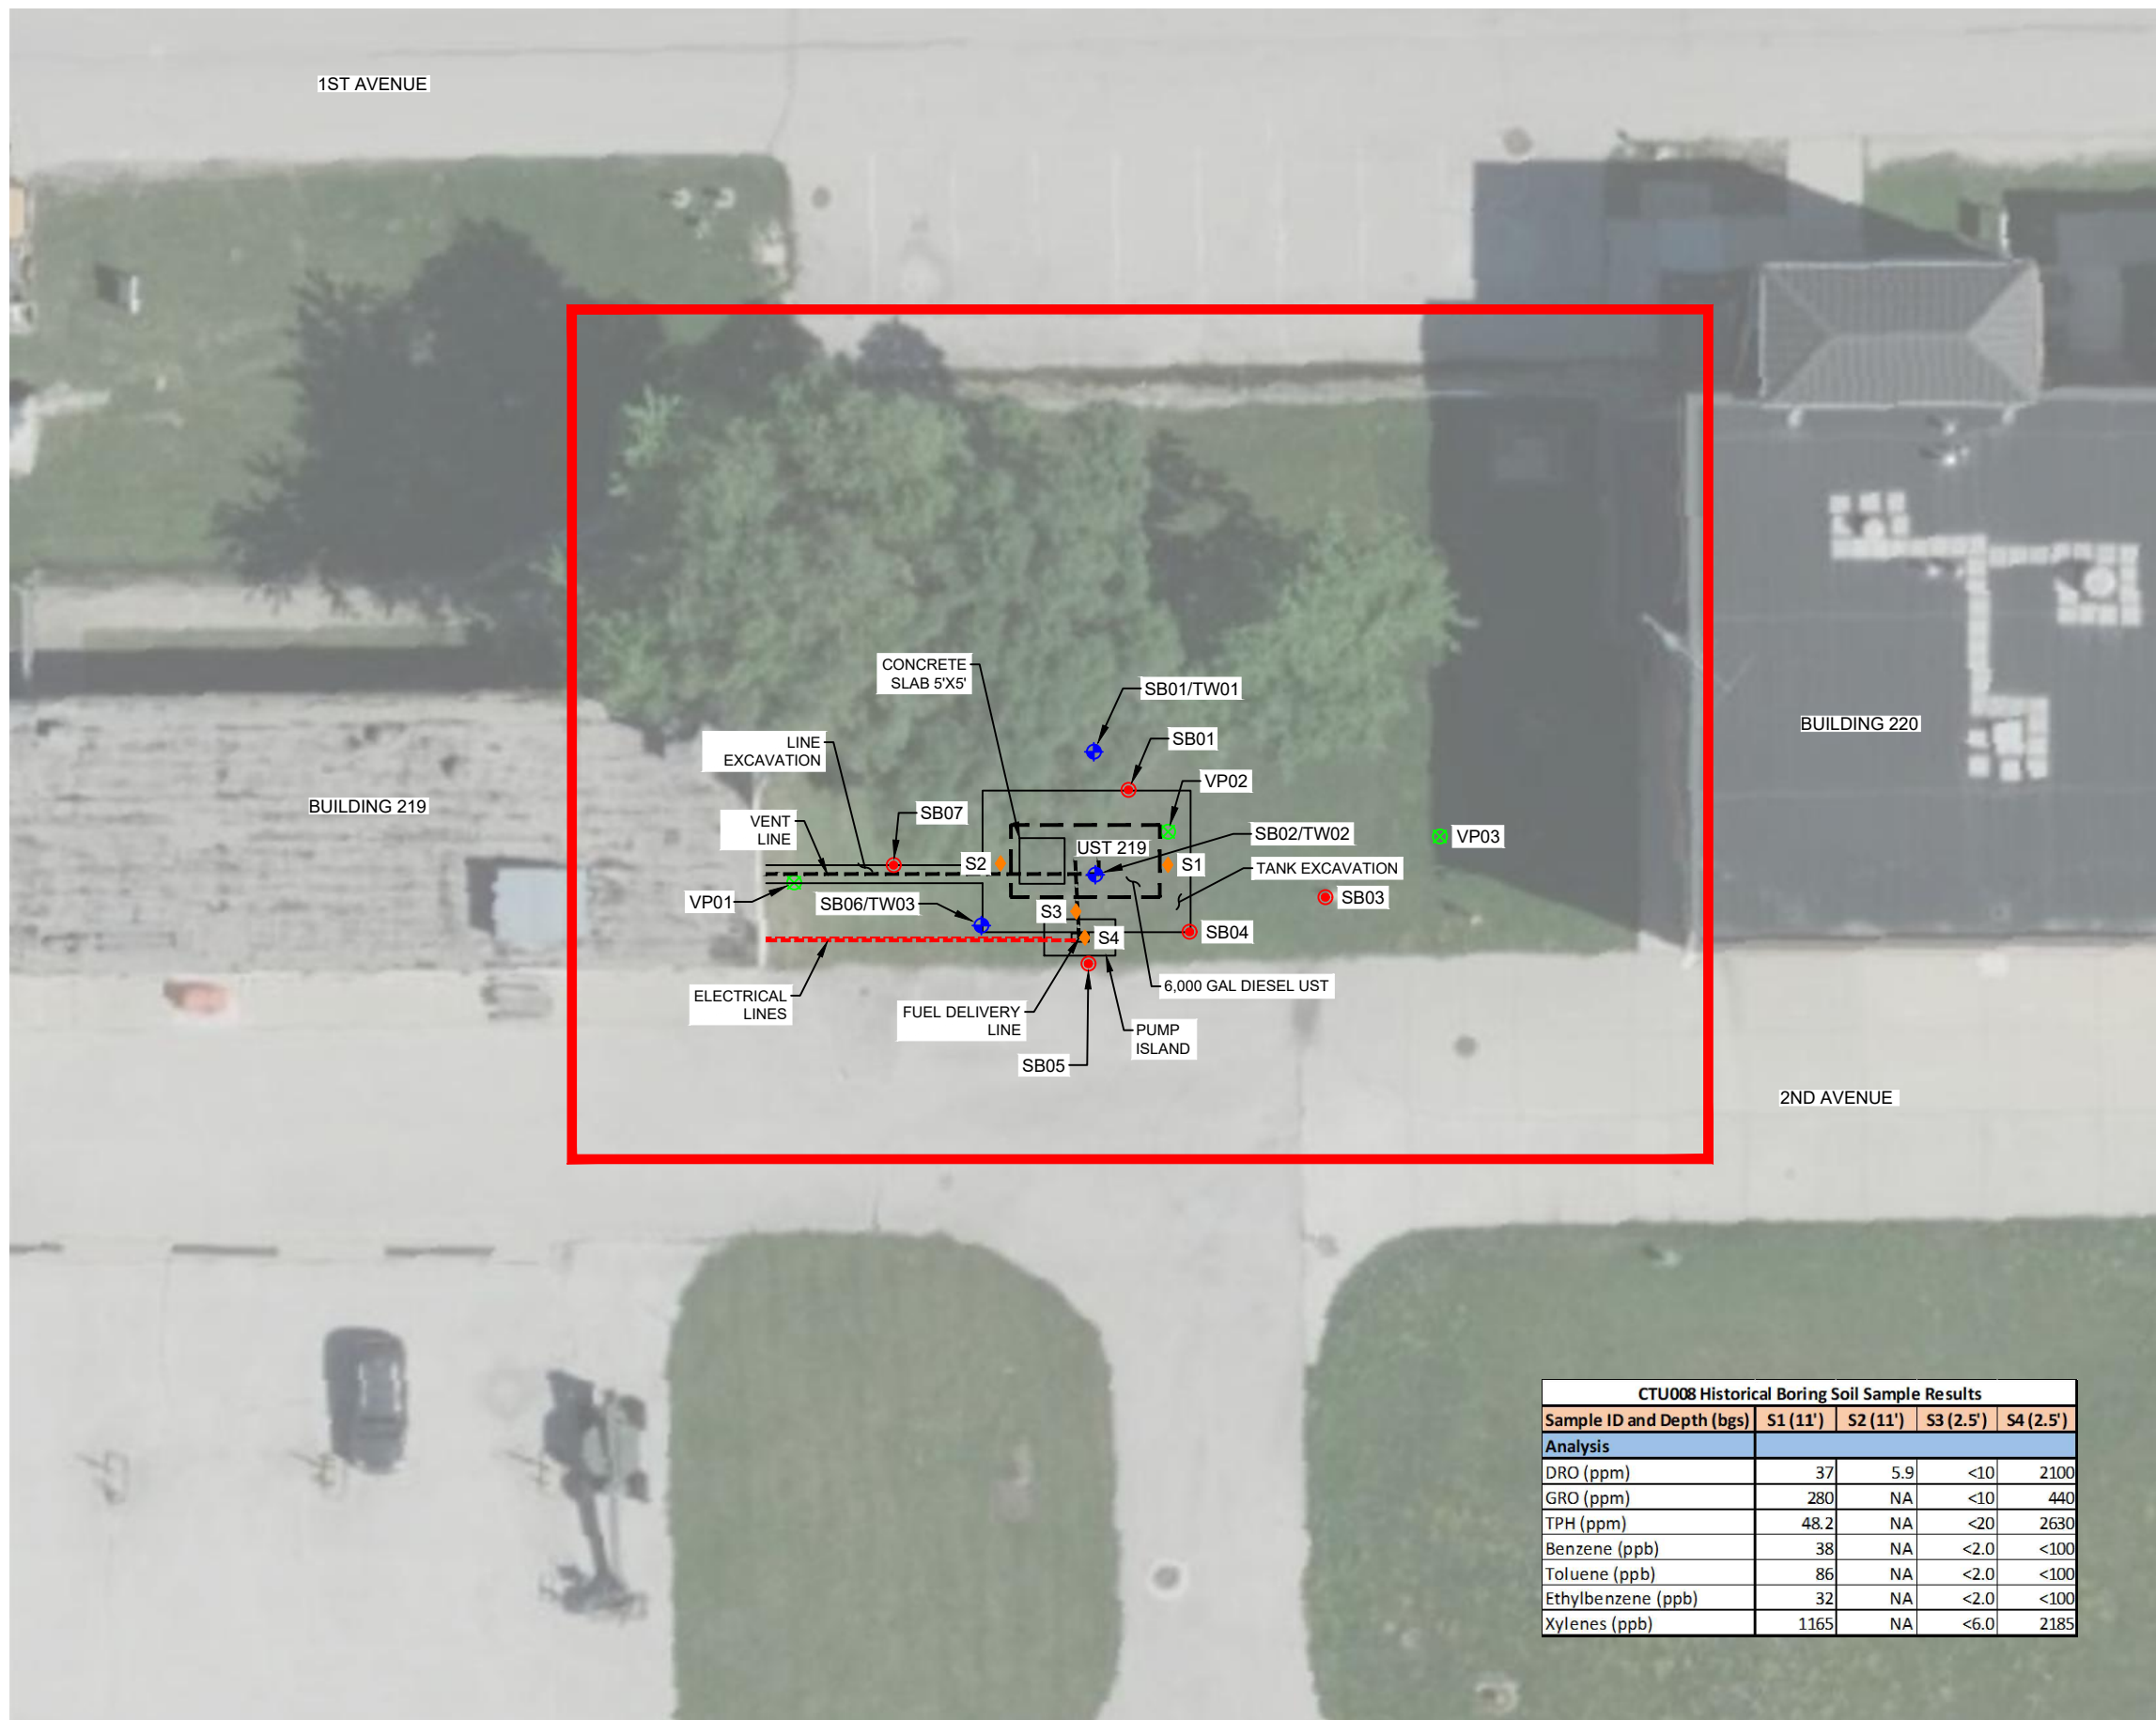 1ST AVENUE
CONCRETE
SLAB 5'X5'
SB01/TW01
LINE
EXCAVATION
SB01
BUILDING 220
VP02
BUILDING 219
VENT
LINE
SB07
SB02/TW02
VP03
UST 219
S2
S1
TANK EXCAVATION
VP01
SB06/TW03
S3
SB03
S4
SB04
ELECTRICAL
LINES
6,000 GAL DIESEL UST
FUEL DELIVERY
LINE
PUMP
ISLAND
SB05
2ND AVENUE
CTU008 Historical Boring Soil Sample Results
Sample ID and Depth (bgs) S1 (11') S2 (11') S3 (2.5') S4 (2.5')
Analysis
DRO (ppm) 37 5.9 <10 2100
GRO (ppm) 280 NA <10 440
TPH (ppm) 48.2 NA <20 2630
Benzene (ppb) 38 NA <2.0 <100
Toluene (ppb) 86 NA <2.0 <100
Ethylbenzene (ppb) 32 NA <2.0 <100
Xylenes (ppb) 1165 NA <6.0 2185